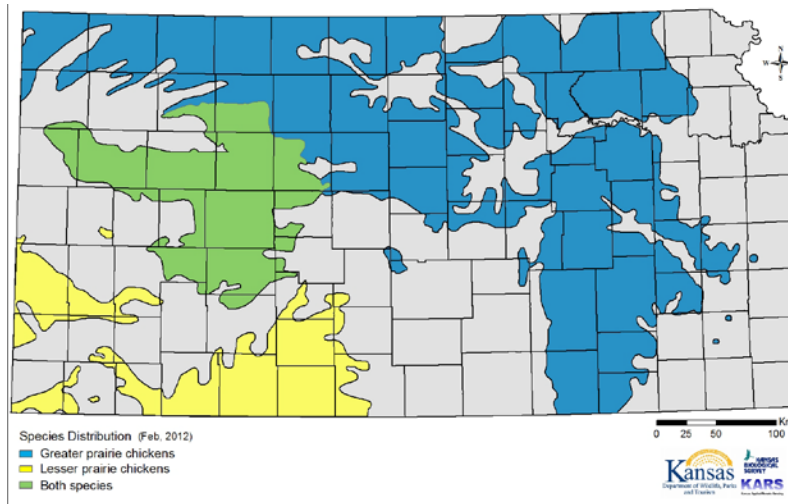 N
W
S
Species Distribution (Feb, 2012)
Greater prairie chickens
Lesser prairie chickens
Both species
Km
0 25 50 100
Kansas
Department of Wildlife, Parks
and Tourism
KANSAS
BIOLOGICAL
SURVEY
KARS